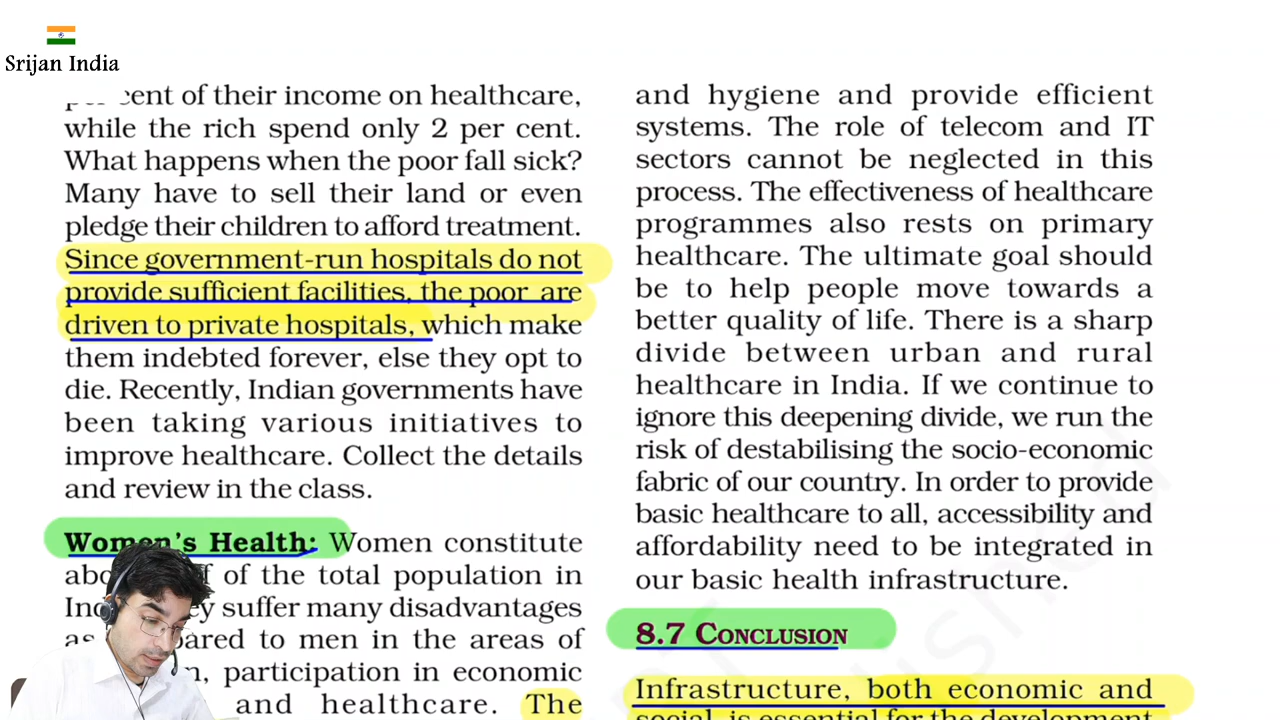 Srijan India
cent of their income on healthcare,
while the rich spend only 2 per cent.
What happens when the poor fall sick?
Many have to sell their land or even
pledge their children to afford treatment.
Since government-run hospitals do not
provide sufficient facilities, the poor are
driven to private hospitals, which make
them indebted forever, else they opt to
die. Recently, Indian governments have
been taking various initiatives to
improve healthcare. Collect the details
and review in the class.
Women's Health: Women constitute
of the total population in
suffer many disadvantages
to men in the areas of
participation in economic
and healthcare. The
and hygiene and provide efficient
systems. The role of telecom and IT
sectors cannot be neglected in this
process. The effectiveness of healthcare
programmes also rests on primary
healthcare. The ultimate goal should
be to help people move towards a
better quality of life. There is a sharp
divide between urban and rural
healthcare in India. If we continue to
ignore this deepening divide, we run the
risk of destabilising the socio-economic
fabric of our country. In order to provide
basic healthcare to all, accessibility and
affordability need to be integrated in
our basic health infrastructure.
8.7 CONCLUSION
Infrastructure, both economic and
social, is essential for the development